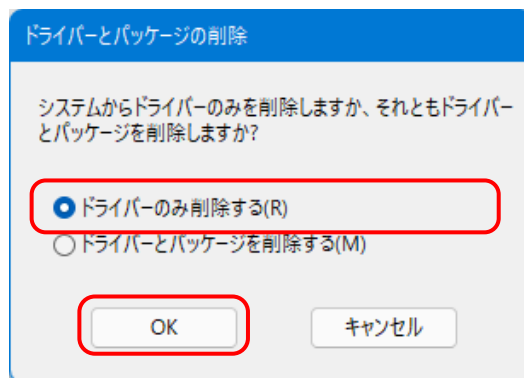 ドライバーとパッケージの削除
システムからドライバーのみを削除しますか、それともドライバー
とパッケージを削除しますか?
ドライバーのみ削除する(R)
ドライバーとパッケージを削除する(M)
OK キャンセル